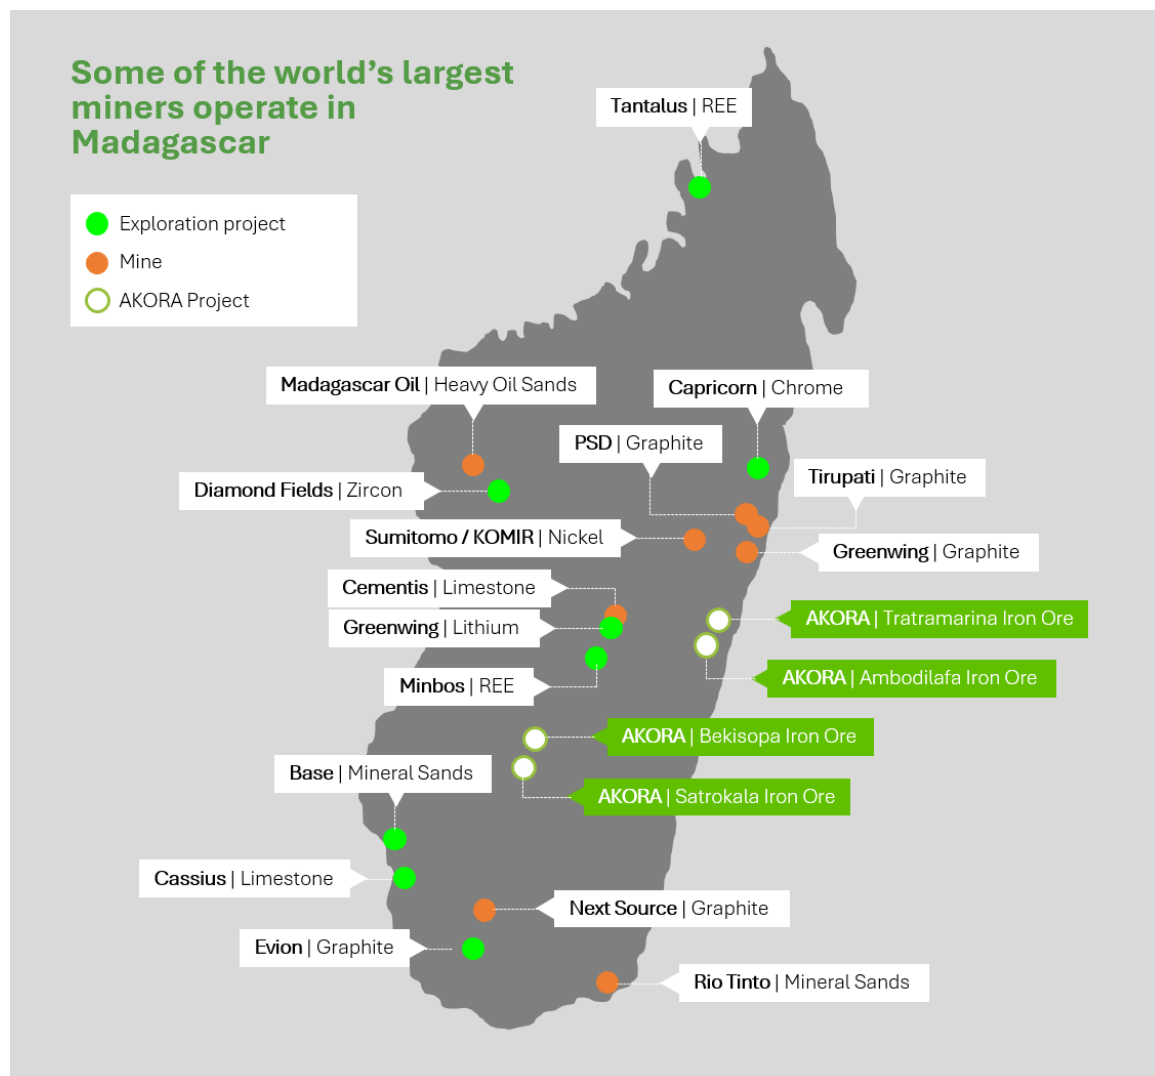 Some of the world's largest
miners operate in
Madagascar
Tantalus | REE
Exploration project
Mine
AKORA Project
Madagascar Oil | Heavy Oil Sands
Capricorn | Chrome
PSD | Graphite
Tirupati | Graphite
Diamond Fields | Zircon
Sumitomo / KOMIR | Nickel
Greenwing | Graphite
Cementis | Limestone
AKORA | Tratramarina Iron Ore
Greenwing | Lithium
AKORA | Ambodilafa Iron Ore
Minbos | REE
AKORA | Bekisopa Iron Ore
Base | Mineral Sands
AKORA | Satrokala Iron Ore
Cassius | Limestone
Next Source | Graphite
Evion | Graphite
Rio Tinto | Mineral Sands